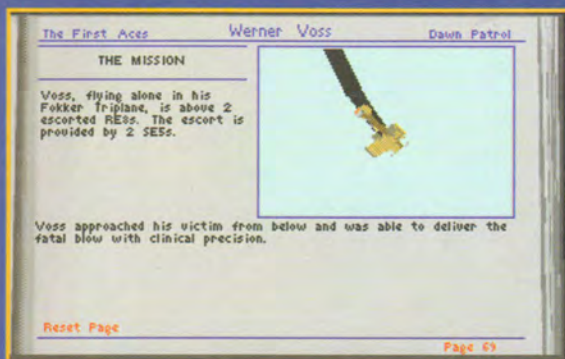 The First Aces Werner Voss Dawn Patrol
THE MISSION
Voss, flying alone in his
Fokker Triplane, is above 2
escorted RE8s. The escort is
provided by 2 SE5s.
Voss approached his victim from below and was able to deliver the
fatal blow with clinical precision.
Reset Page
Page 69